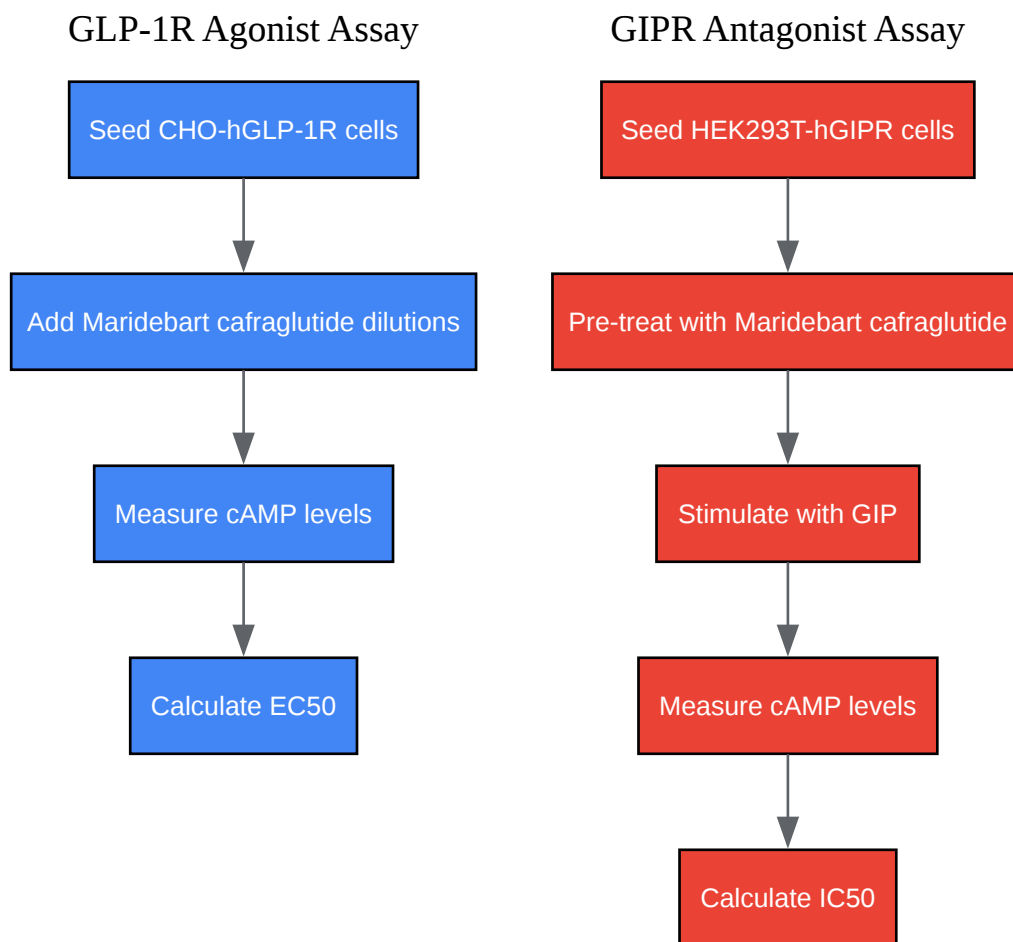 GLP-1R Agonist Assay
Seed CHO-hGLP-1R cells
Add Maridebart cafraglutide dilutions
Measure cAMP levels
Calculate EC50
GIPR Antagonist Assay
Seed HEK293T-hGIPR cells
Pre-treat with Maridebart cafraglutide
Stimulate with GIP
Measure cAMP levels
Calculate IC50